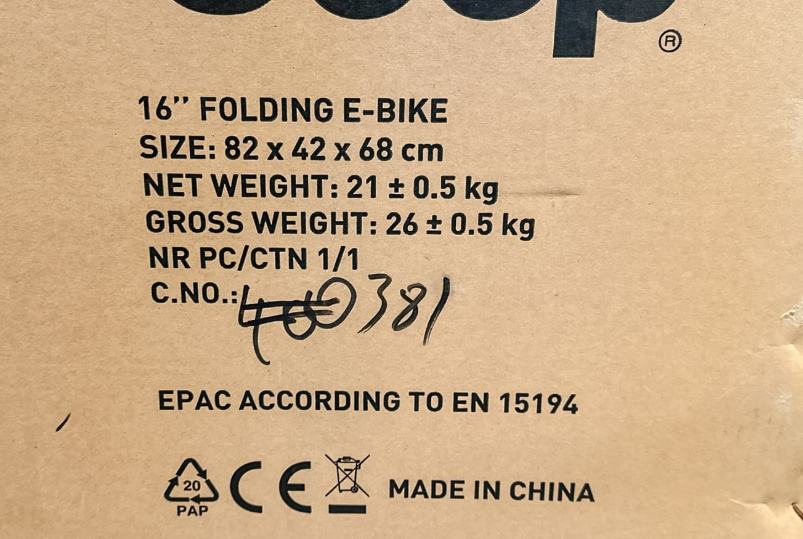 ®
16’’ FOLDING E-BIKE
SIZE: 82 x 42 x 68 cm
NET WEIGHT: 21 ± 0.5 kg
GROSS WEIGHT: 26 ± 0.5 kg
NR PC/CTN 1/1
C.NO.: 381
EPAC ACCORDING TO EN 15194
20
PAP
CE
MADE IN CHINA